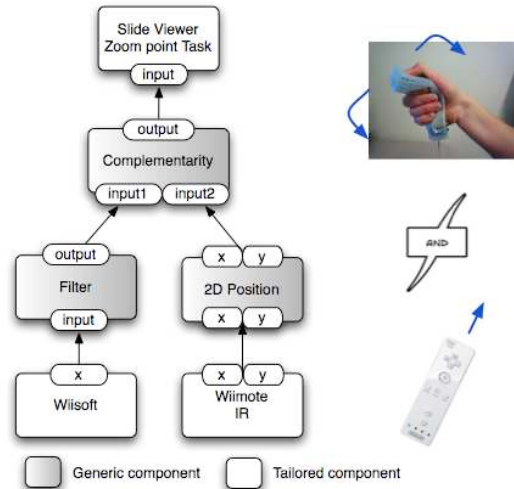 Slide Viewer
Zoom point Task
input
output
Complementarity
input1 input2
output
Filter
input
x y
2D Position
x y
x
Wiisoft
x y
Wiimote
IR
AND
Generic component
Tailored component